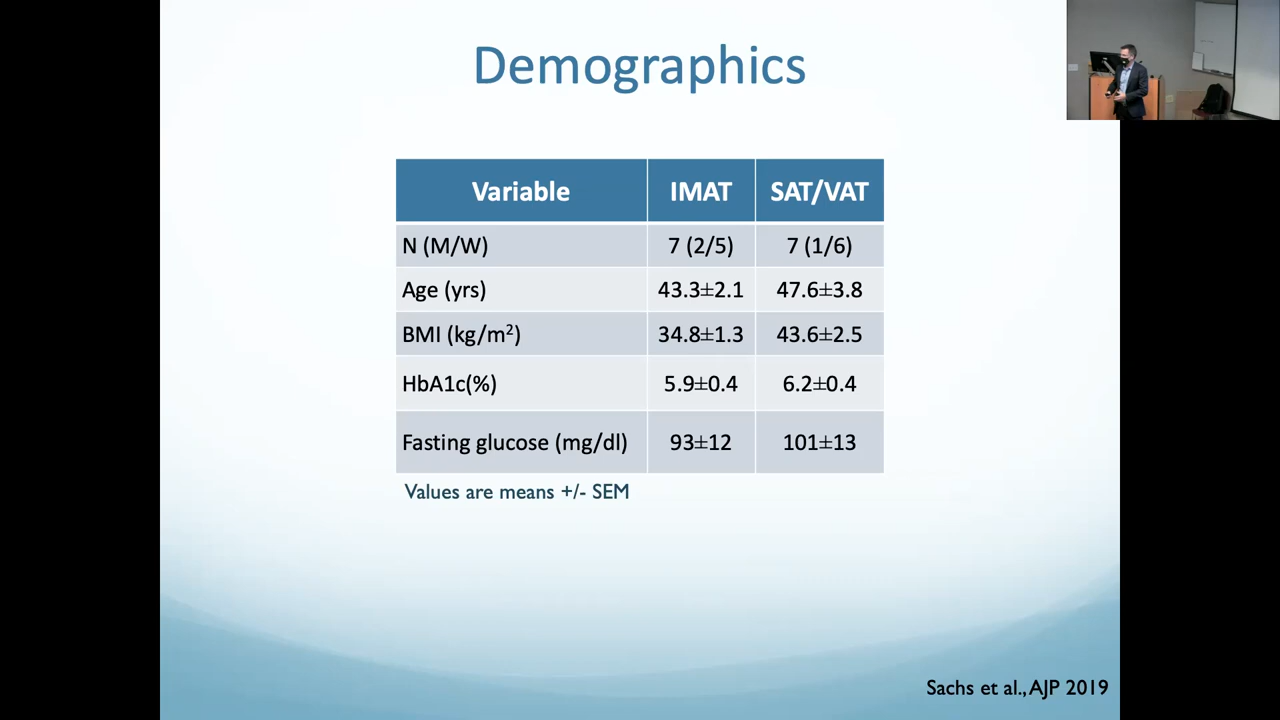 Demographics
Variable IMAT SAT/VAT
N (M/W) 7 (2/5) 7 (1/6)
Age (yrs) 43.3±2.1 47.6±3.8
BMI (kg/m²) 34.8±1.3 43.6±2.5
HbA1c(%) 5.9±0.4 6.2±0.4
Fasting glucose (mg/dl) 93±12 101±13
Values are means +/- SEM
Sachs et al., AJP 2019